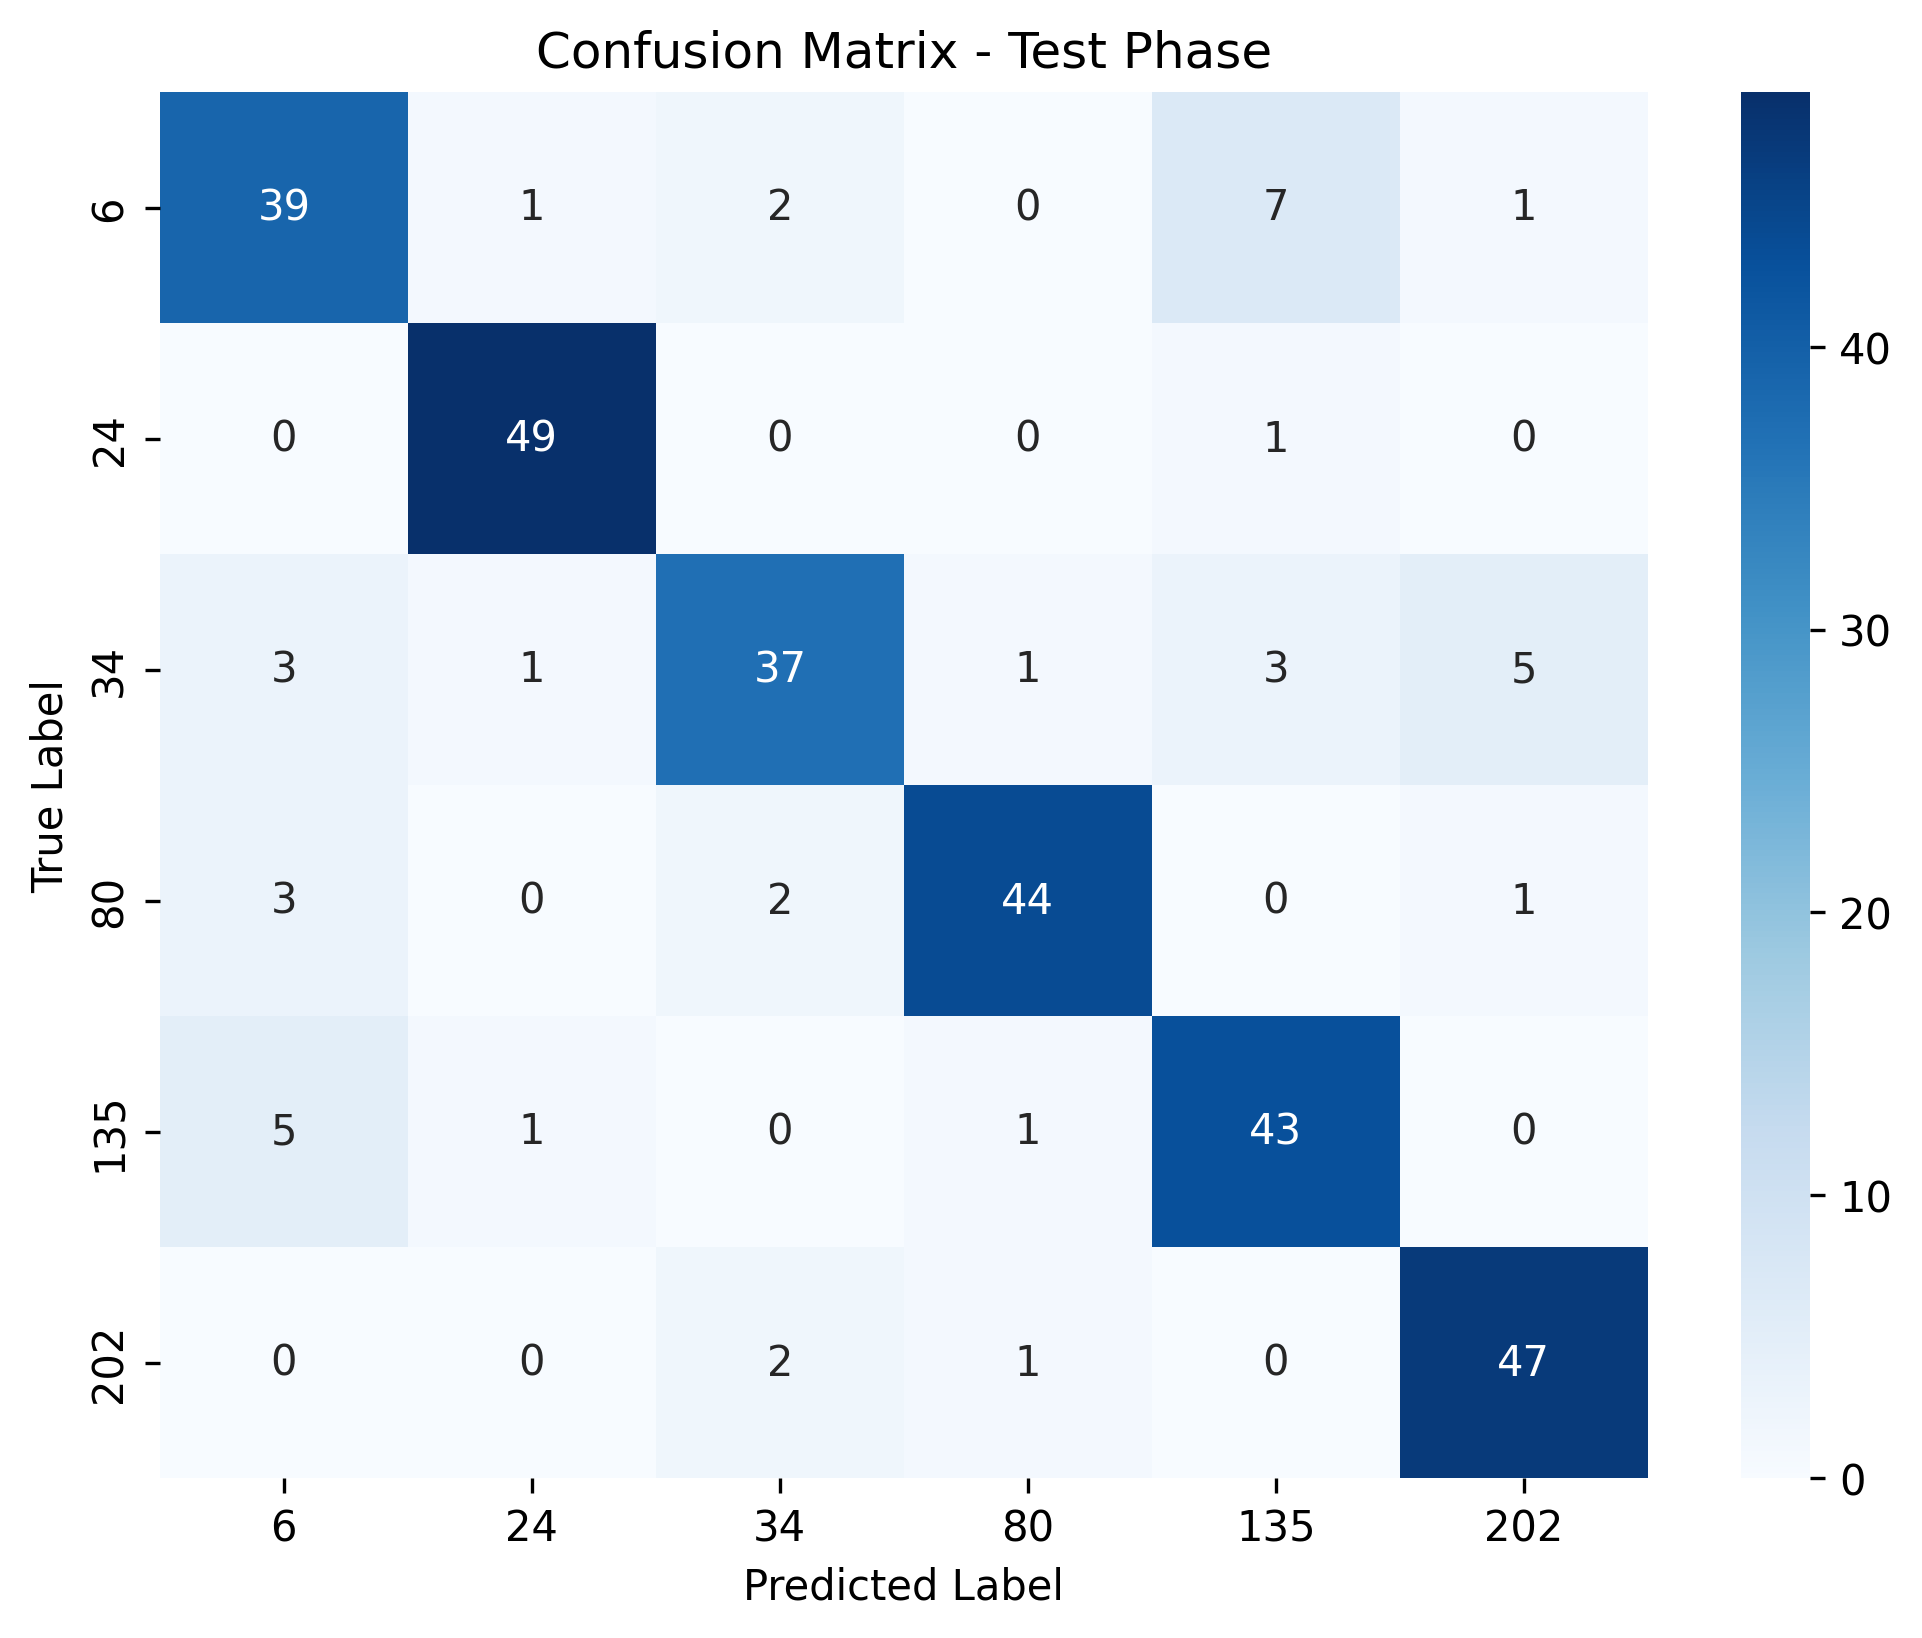 Confusion Matrix - Test Phase
True Label
6 39 1 2 0 7 1
24 0 49 0 0 1 0
34 3 1 37 1 3 5
80 3 0 2 44 0 1
135 5 1 0 1 43 0
202 0 0 2 1 0 47
6 24 34 80 135 202
Predicted Label
40
30
20
10
0